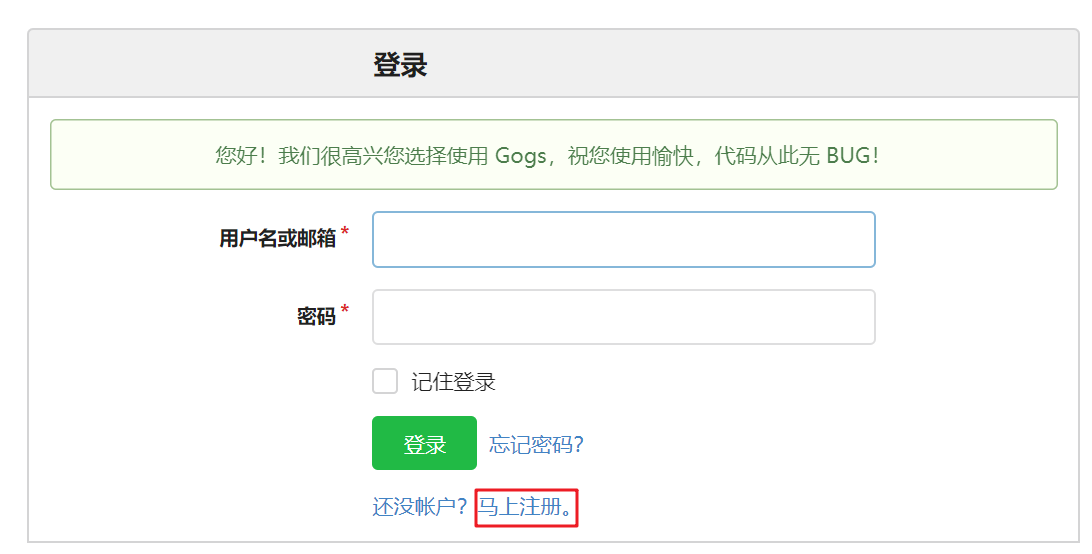 登录
您好！我们很高兴您选择使用 Gogs，祝您使用愉快，代码从此无 BUG！
用户名或邮箱 *
密码 *
记住登录
登录 忘记密码？
还没帐户？马上注册。